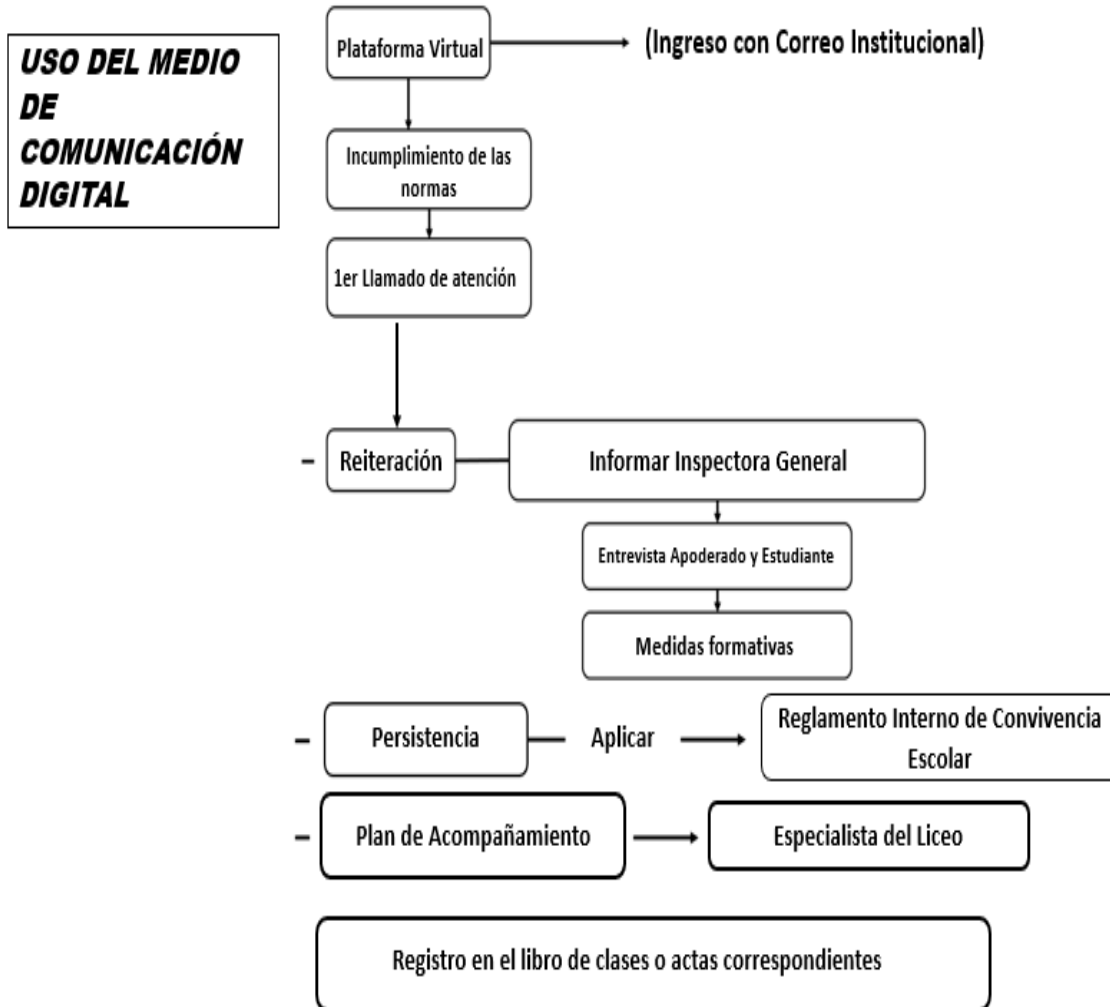 USO DEL MEDIO
DE
COMUNICACIÓN
DIGITAL
Plataforma Virtual
(Ingreso con Correo Institucional)
Incumplimiento de las
normas
1er Llamado de atención
– Reiteración
Informar Inspectora General
Entrevista Apoderado y Estudiante
Medidas formativas
– Persistencia
Aplicar
Reglamento Interno de Convivencia
Escolar
– Plan de Acompañamiento
Especialista del Liceo
Registro en el libro de clases o actas correspondientes